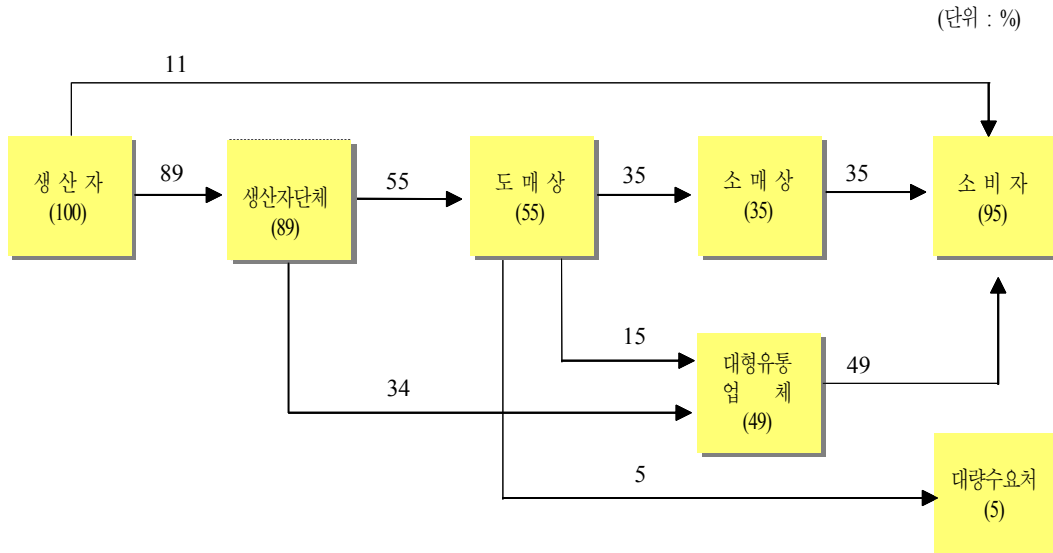 (단위 : %)
11
생 산 자
(100)
89
생산자단체
(89)
55
도 매 상
(55)
35
소 매 상
(35)
35
소 비 자
(95)
15
34
대형유통
업 체
(49)
49
5
대량수요처
(5)